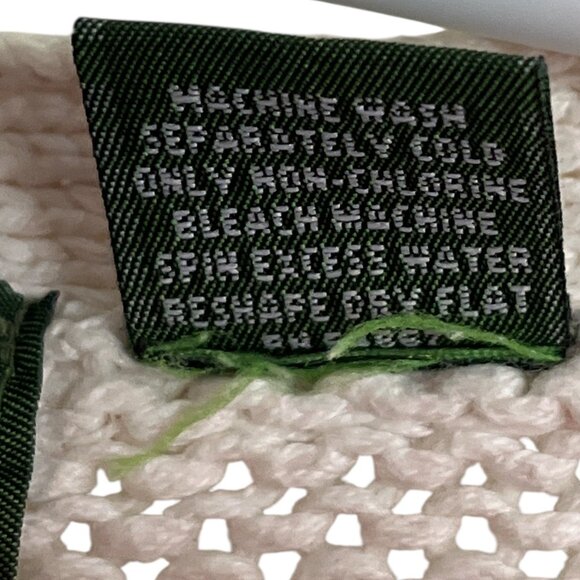 MACHINE WASH
SEPARATELY COLD
ONLY NON-CHLORINE
BLEACH MACHINE
SPIN EXCESS WATER
RESHAPE DRY FLAT